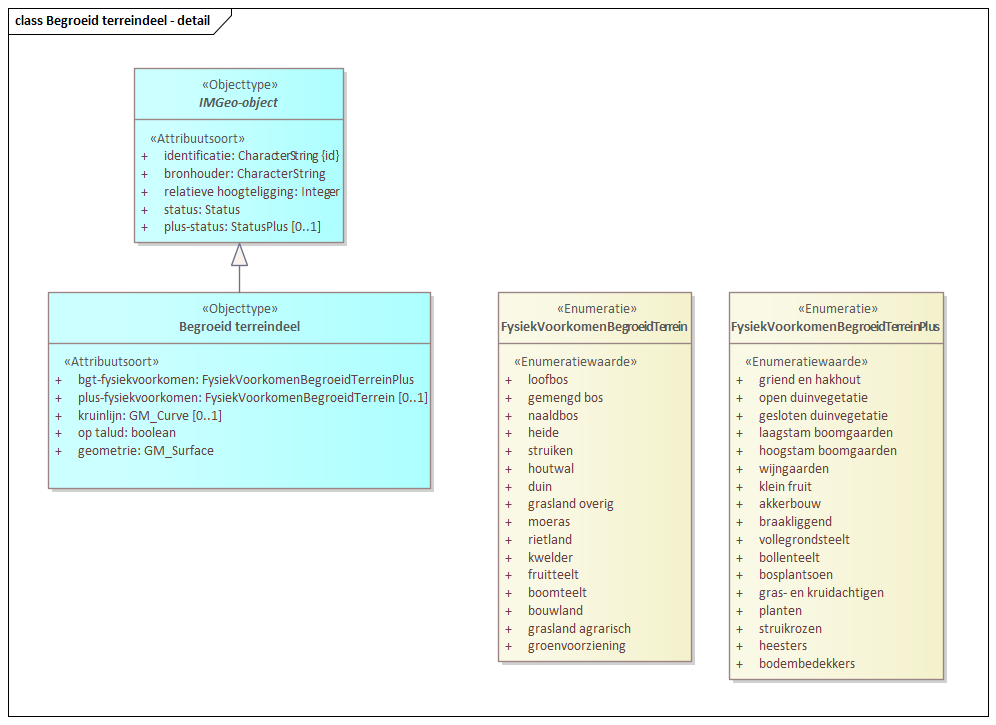 class Begroeid terreindeel - detail
«Objecttype»
IMGeo-object
«Attribuutsoort»
+ identificatie: CharacterString {id}
+ bronhouder: CharacterString
+ relatieve hoogteligging: Integer
+ status: Status
+ plus-status: StatusPlus [0..1]
«Objecttype»
Begroeid terreindeel
«Attribuutsoort»
+ bgt-fysiekvoorkomen: FysiekVoorkomenBegroeidTerreinPlus
+ plus-fysiekvoorkomen: FysiekVoorkomenBegroeidTerrein [0..1]
+ kruinlijn: GM_Curve [0..1]
+ op talud: boolean
+ geometrie: GM_Surface
«Enumeratie»
FysiekVoorkomenBegroeidTerrein
«Enumeratiewaarde»
+ loofbos
+ gemengd bos
+ naaldbos
+ heide
+ struiken
+ houtwal
+ duin
+ grasland overig
+ moeras
+ rietland
+ kwelder
+ fruitteelt
+ boomteelt
+ bouwland
+ grasland agrarisch
+ groenvoorziening
«Enumeratie»
FysiekVoorkomenBegroeidTerreinPlus
«Enumeratiewaarde»
+ griend en hakhout
+ open duinvegetatie
+ gesloten duinvegetatie
+ laagstam boomgaarden
+ hoogstam boomgaarden
+ wijngaarden
+ klein fruit
+ akkerbouw
+ braakliggend
+ vollegrondsteelt
+ bollenteelt
+ bosplantsoen
+ gras- en kruidachtigen
+ planten
+ struikrozen
+ heesters
+ bodembedekkers